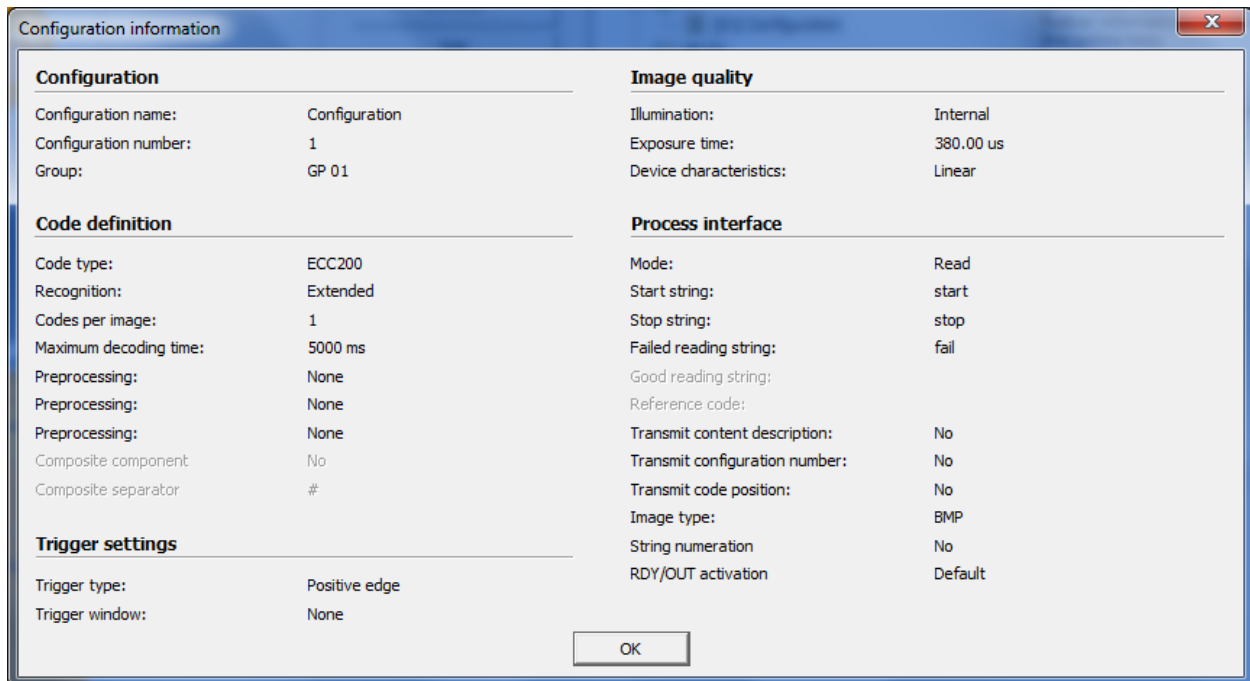 Configuration information
Configuration
Configuration name: Configuration
Configuration number: 1
Group: GP 01
Code definition
Code type: ECC200
Recognition: Extended
Codes per image: 1
Maximum decoding time: 5000 ms
Preprocessing: None
Preprocessing: None
Preprocessing: None
Composite component No
Composite separator #
Trigger settings
Trigger type: Positive edge
Trigger window: None
Image quality
Illumination: Internal
Exposure time: 380.00 us
Device characteristics: Linear
Process interface
Mode: Read
Start string: start
Stop string: stop
Failed reading string: fail
Good reading string:
Reference code:
Transmit content description: No
Transmit configuration number: No
Transmit code position: No
Image type: BMP
String numeration No
RDY/OUT activation Default
OK